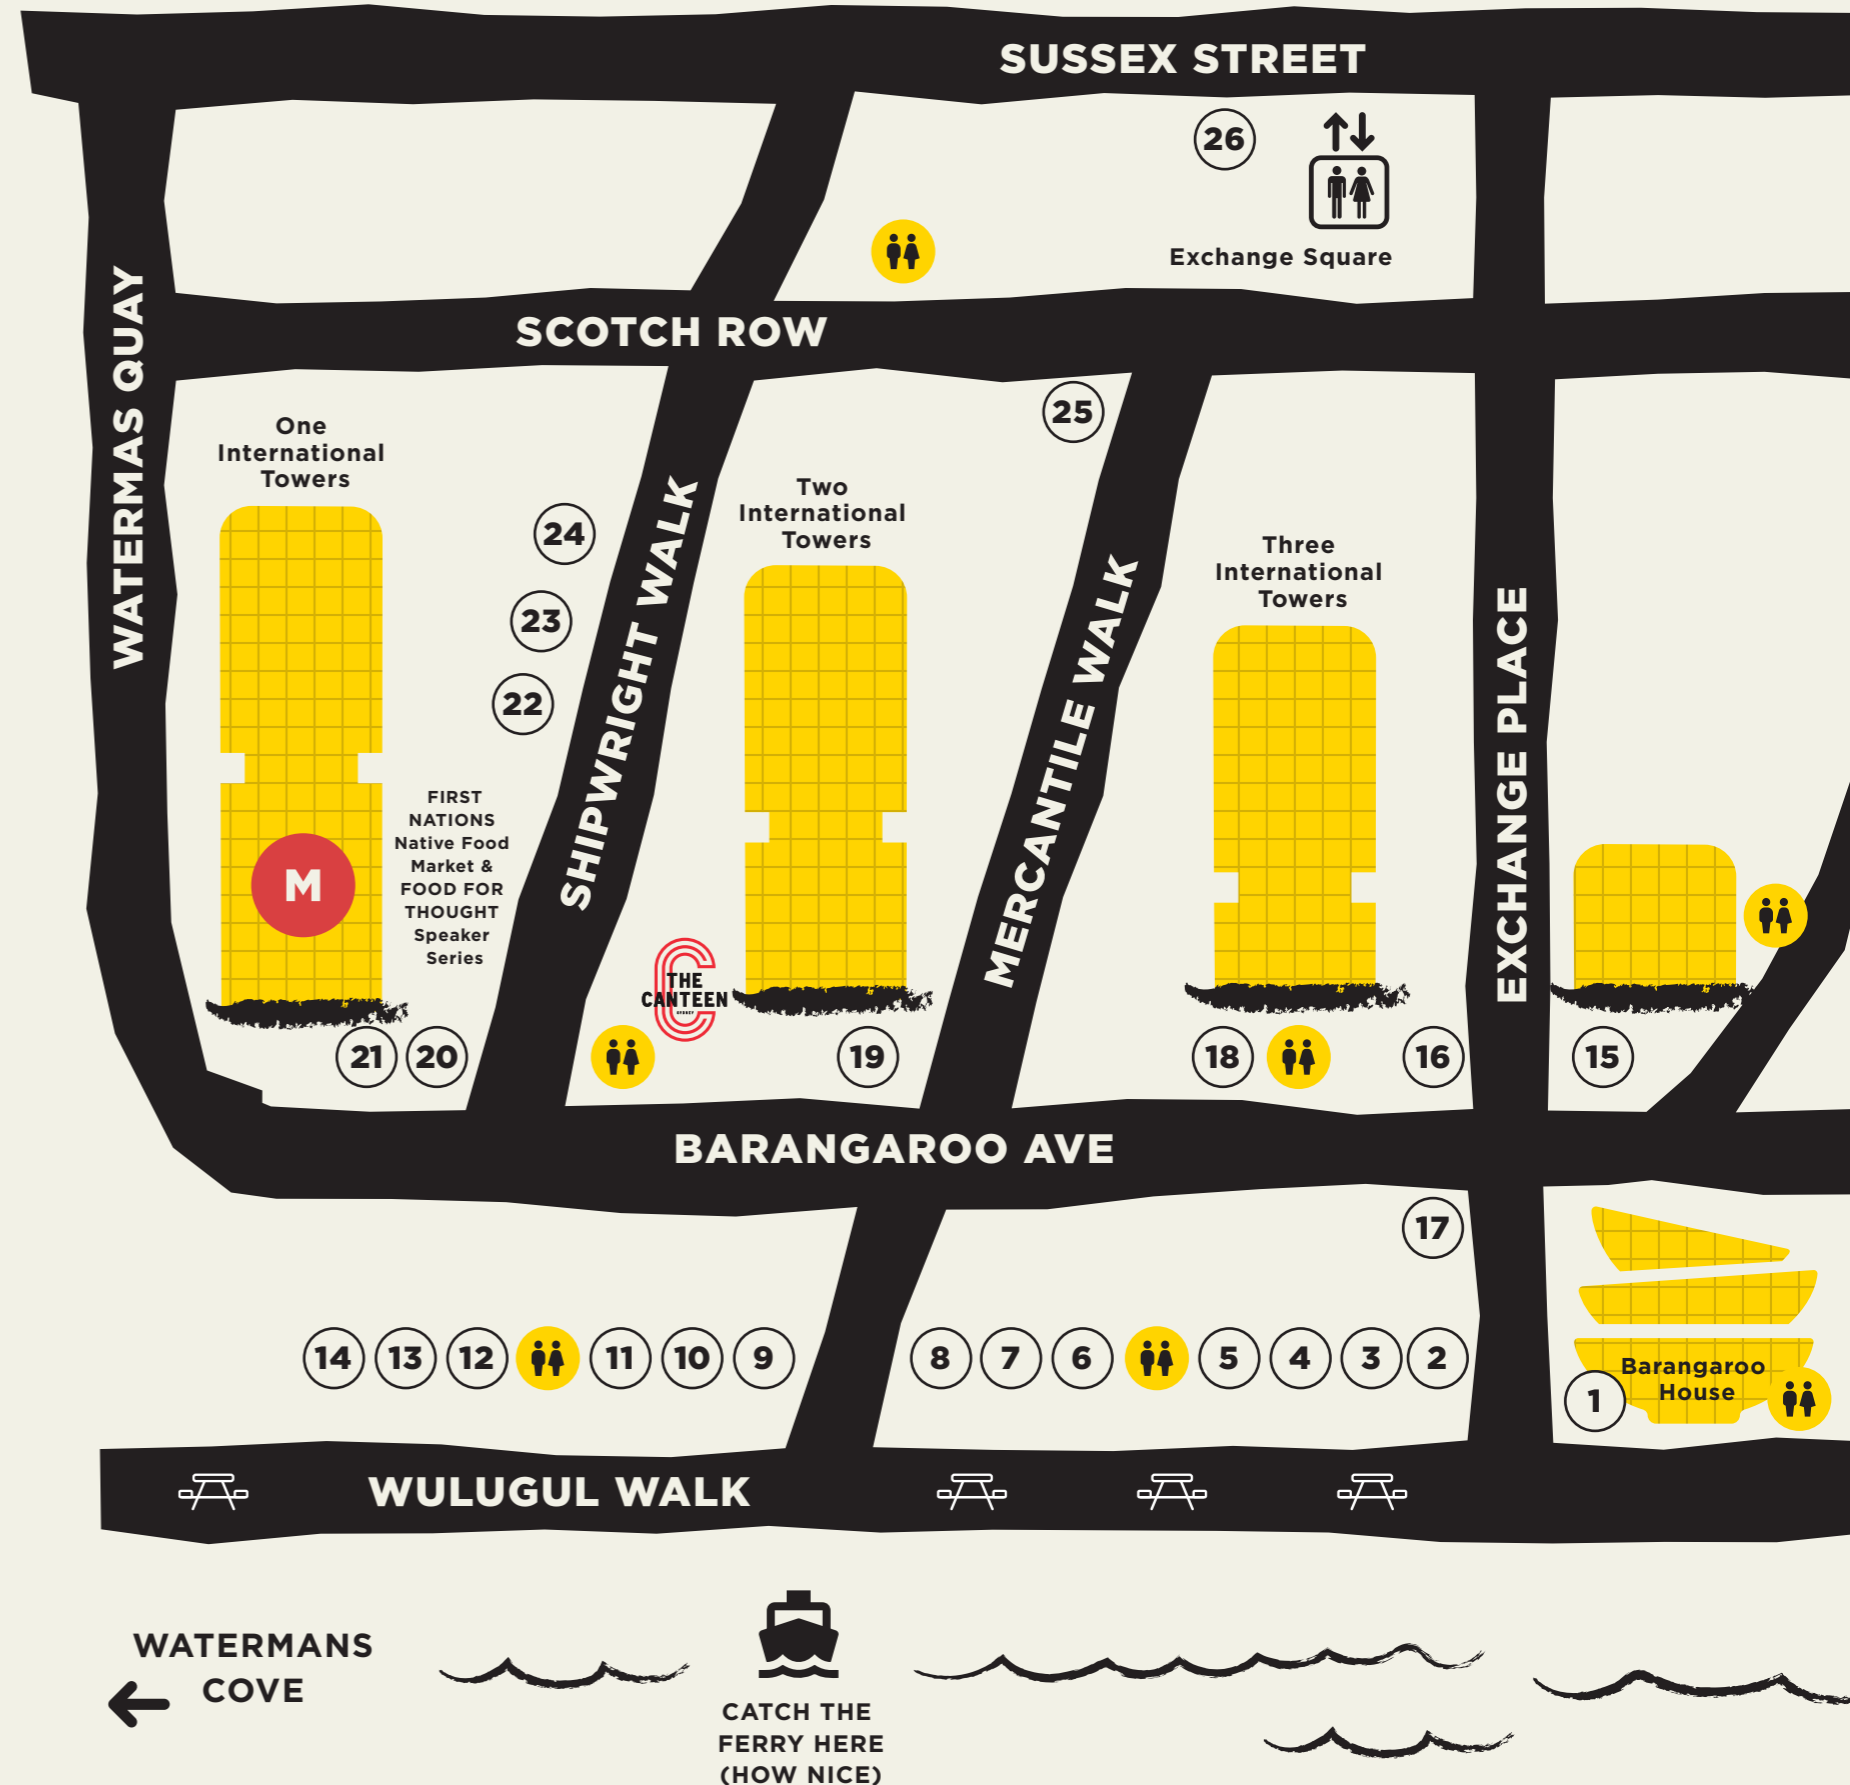 SUSSEX STREET
26
Exchange Square
SCOTCH ROW
WATERMAS QUAY
25
One
International
Towers
Two
International
Towers
24
Three
International
Towers
23
SHIPWRIGHT WALK
MERCANTILE WALK
EXCHANGE PLACE
22
FIRST
NATIONS
Native Food
Market &
FOOD FOR
THOUGHT
Speaker
Series
M
THE
CANTEEN
SYDNEY
21
20
19
18
16
15
BARANGAROO AVE
17
14
13
12
11
10
9
8
7
6
5
4
3
2
Barangaroo
House
1
WULUGUL WALK
WATERMANS
COVE
CATCH THE
FERRY HERE
(HOW NICE)